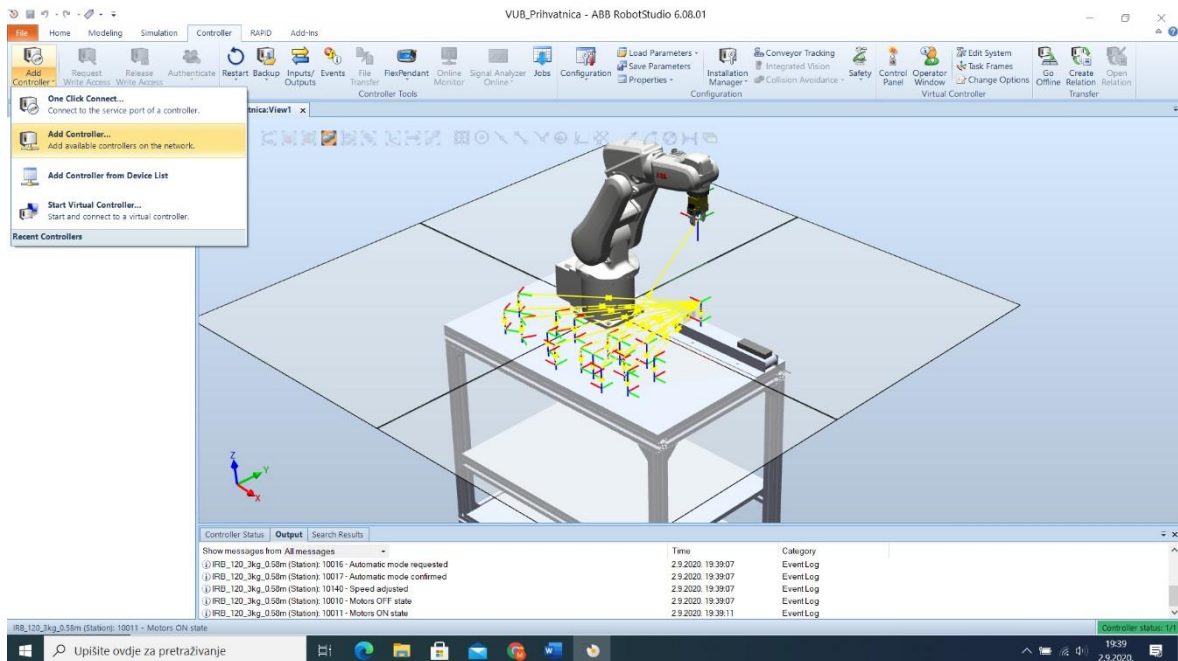 VUB_Prihvatnica - ABB RobotStudio 6.08.01
File Home Modeling Simulation Controller RAPID Add-Ins
Add Controller
Request Write Access
Release Write Access
Authenticate
Restart
Backup
Inputs/ Outputs
Events
File Transfer
FlexPendant
Online Monitor
Signal Analyzer Online
Jobs
Controller Tools
Configuration
Load Parameters
Save Parameters
Properties
Installation Manager
Conveyor Tracking
Integrated Vision
Collision Avoidance
Safety
Configuration
Control Panel
Operator Window
Edit System
Task Frames
Change Options
Virtual Controller
Go Offline
Create Relation
Open Relation
Transfer
One Click Connect...
Connect to the service port of a controller.
Add Controller...
Add available controllers on the network.
Add Controller from Device List
Start Virtual Controller...
Start and connect to a virtual controller.
Recent Controllers
tnica:View1
ABB
Z
Y
X
Controller Status Output Search Results
Show messages from All messages Time Category
IRB_120_3kg_0.58m (Station): 10016 - Automatic mode requested 2.9.2020. 19:39:07 Event Log
IRB_120_3kg_0.58m (Station): 10017 - Automatic mode confirmed 2.9.2020. 19:39:07 Event Log
IRB_120_3kg_0.58m (Station): 10140 - Speed adjusted 2.9.2020. 19:39:07 Event Log
IRB_120_3kg_0.58m (Station): 10010 - Motors OFF state 2.9.2020. 19:39:07 Event Log
IRB_120_3kg_0.58m (Station): 10011 - Motors ON state 2.9.2020. 19:39:11 Event Log
IRB_120_3kg_0.58m (Station): 10011 - Motors ON state
Controller status: 1/1
Upišite ovdje za pretraživanje
19:39
2.9.2020.